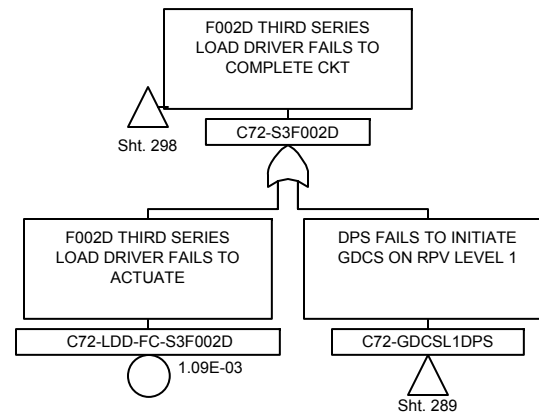 F002D THIRD SERIES
LOAD DRIVER FAILS TO
COMPLETE CKT
Sht. 298
C72-S3F002D
F002D THIRD SERIES
LOAD DRIVER FAILS TO
ACTUATE
C72-LDD-FC-S3F002D
1.09E-03
DPS FAILS TO INITIATE
GDCS ON RPV LEVEL 1
C72-GDCSL1DPS
Sht. 289